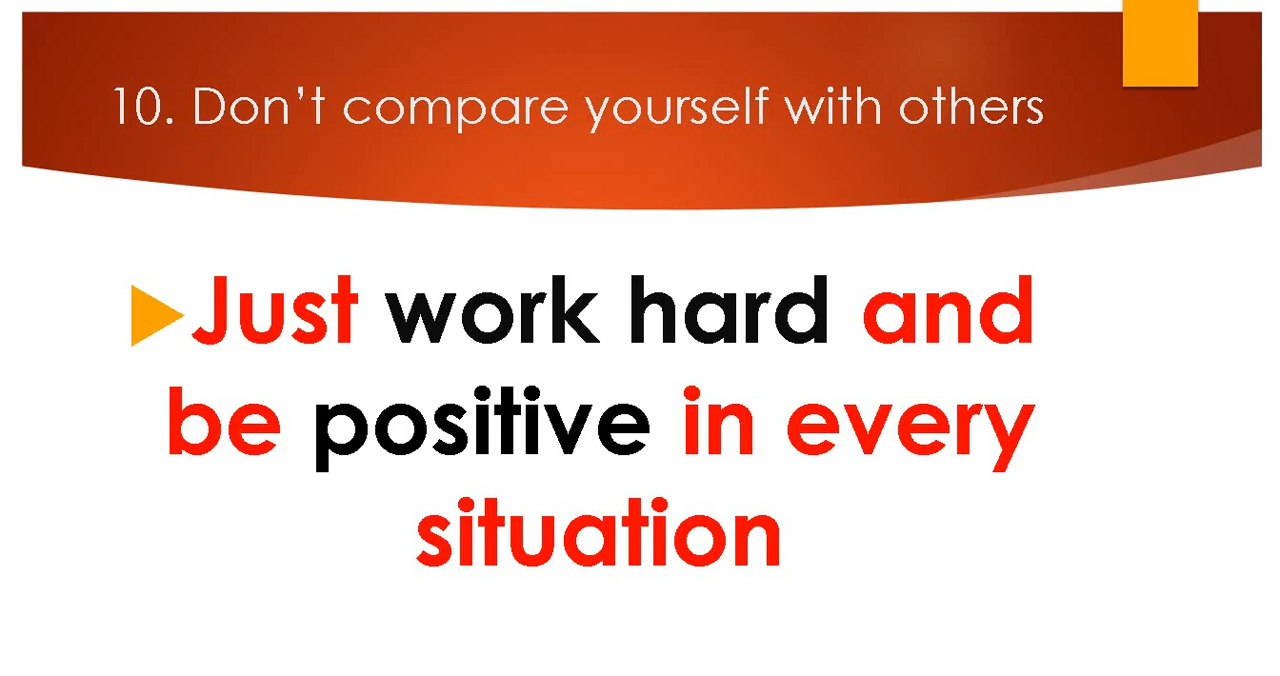 10. Don’t compare yourself with others
Just work hard and
be positive in every
situation